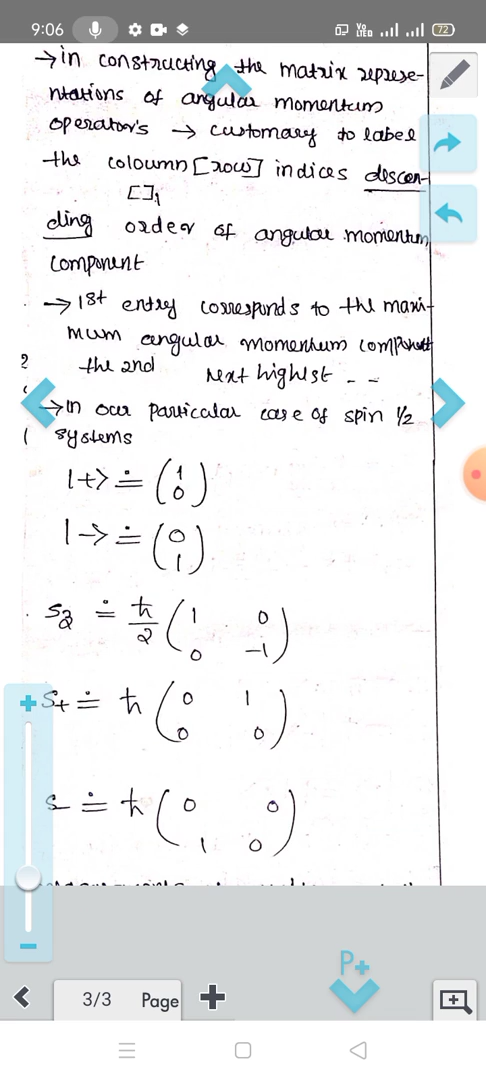 9:06
Vo
LTED
72
→in constructing the matrix represe-
ntations of angular momentum
operator's → customary to label
the coloumn [row] indices descen-
[],
ding order of angular momentum,
component
→ 1st entry corresponds to the maxi-
mum angular momentum component
2 the 2nd next highest - -
→In our particular case of spin 1/2
( systems
|+> ≐ (1
0)
|-> ≐ (0
1)
Sz ≐ ħ/2 (1 0
0 -1)
S+ ≐ ħ (0 1
0 0)
S- ≐ ħ (0 0
1 0)
P+
3/3 Page